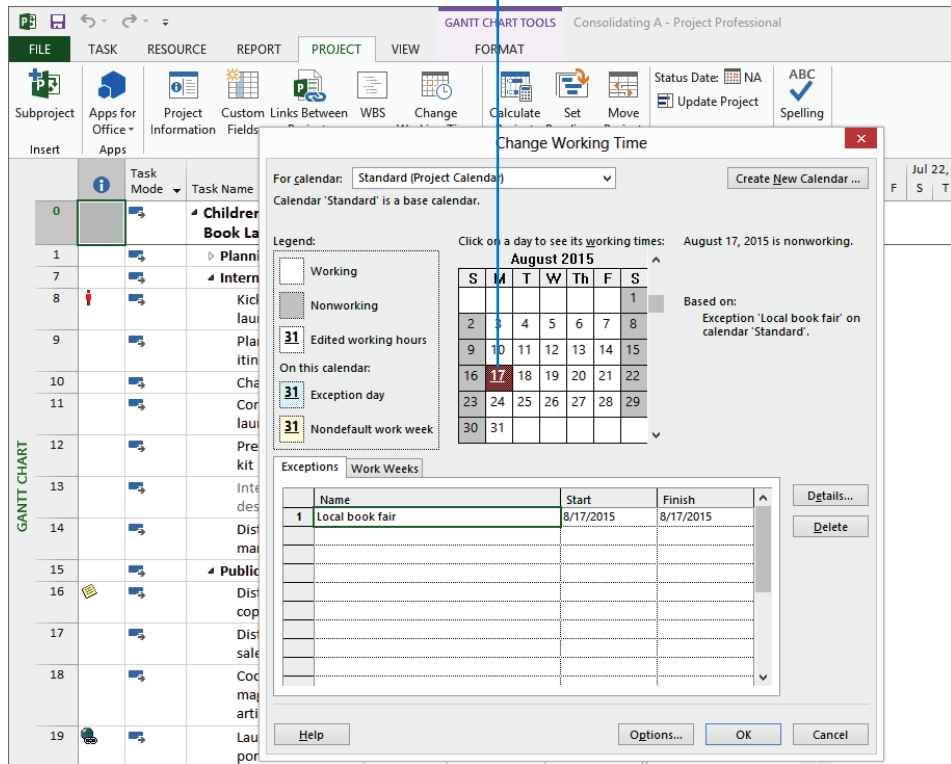 GANTT CHART TOOLS
Consolidating A - Project Professional
FILE TASK RESOURCE REPORT PROJECT VIEW FORMAT
Subproject
Apps for
Office
Project
Information
Custom
Fields
Links Between
WBS
Change
Calculate
Set
Move
Status Date: NA
Update Project
ABC
Spelling
Insert
Apps
Change Working Time
For calendar: Standard (Project Calendar)
Create New Calendar ...
Calendar 'Standard' is a base calendar.
Legend:
Working
Nonworking
31 Edited working hours
On this calendar:
31 Exception day
31 Nondefault work week
Click on a day to see its working times:
August 2015
S M T W Th F S
1
2 3 4 5 6 7 8
9 10 11 12 13 14 15
16 17 18 19 20 21 22
23 24 25 26 27 28 29
30 31
August 17, 2015 is nonworking.
Based on:
Exception 'Local book fair' on
calendar 'Standard'.
Exceptions Work Weeks
Name Start Finish
1 Local book fair 8/17/2015 8/17/2015
Details...
Delete
Help
Options...
OK
Cancel
Jul 22,
F S T
Task
Mode
Task Name
0 Children
Book La
1 Planni
7 Intern
8 Kick
laun
9 Plan
itin
10 Cha
11 Cor
laun
12 Pre
kit
13 Inte
des
14 Dist
mar
15 Public
16 Dist
cop
17 Dist
sale
18 Coo
mag
arti
19 Lau
por
GANTT CHART